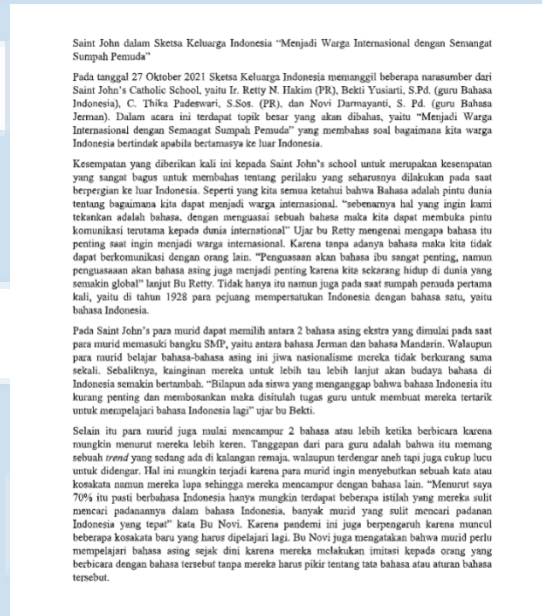 Saint John dalam Sketsa Keluarga Indonesia "Menjadi Warga Internasional dengan Semangat
Sumpah Pemuda"
Pada tanggal 27 Oktober 2021 Sketsa Keluarga Indonesia memanggil beberapa narasumber dari
Saint John's Catholic School, yaitu Ir. Retty N. Hakim (PR), Bekti Yusiarti, S.Pd. (guru Bahasa
Indonesia), C. Thika Padeswari, S.Sos. (PR), dan Novi Darmayanti, S. Pd. (guru Bahasa
Jerman). Dalam acara ini terdapat topik besar yang akan dibahas, yaitu "Menjadi Warga
Internasional dengan Semangat Sumpah Pemuda" yang membahas soal bagaimana kita warga
Indonesia bertindak apabila bertamasya ke luar Indonesia.
Kesempatan yang diberikan kali ini kepada Saint John's school untuk merupakan kesempatan
yang sangat bagus untuk membahas tentang perilaku yang seharusnya dilakukan pada saat
berpergian ke luar Indonesia. Seperti yang kita semua ketahui bahwa Bahasa adalah pintu dunia
tentang bagaimana kita dapat menjadi warga internasional. "sebenarnya hal yang ingin kami
tekankan adalah bahasa, dengan menguasai sebuah bahasa maka kita dapat membuka pintu
komunikasi terutama kepada dunia international" Ujar bu Retty mengenai mengapa bahasa itu
penting saat ingin menjadi warga internasional. Karena tanpa adanya bahasa maka kita tidak
dapat berkomunikasi dengan orang lain. "Penguasaan akan bahasa ibu sangat penting, namun
penguasaaan akan bahasa asing juga menjadi penting karena kita sekarang hidup di dunia yang
semakin global" lanjut Bu Retty. Tidak hanya itu namun juga pada saat sumpah pemuda pertama
kali, yaitu di tahun 1928 para pejuang mempersatukan Indonesia dengan bahasa satu, yaitu
bahasa Indonesia.
Pada Saint John's para murid dapat memilih antara 2 bahasa asing ekstra yang dimulai pada saat
para murid memasuki bangku SMP, yaitu antara bahasa Jerman dan bahasa Mandarin. Walaupun
para murid belajar bahasa-bahasa asing ini jiwa nasionalisme mereka tidak berkurang sama
sekali. Sebaliknya, kainginan mereka untuk lebih tau lebih lanjut akan budaya bahasa di
Indonesia semakin bertambah. "Bilapun ada siswa yang menganggap bahwa bahasa Indonesia itu
kurang penting dan membosankan maka disitulah tugas guru untuk membuat mereka tertarik
untuk mempelajari bahasa Indonesia lagi" ujar bu Bekti.
Selain itu para murid juga mulai mencampur 2 bahasa atau lebih ketika berbicara karena
mungkin menurut mereka lebih keren. Tanggapan dari para guru adalah bahwa itu memang
sebuah trend yang sedang ada di kalangan remaja, walaupun terdengar aneh tapi juga cukup lucu
untuk didengar. Hal ini mungkin terjadi karena para murid ingin menyebutkan sebuah kata atau
kosakata namun mereka lupa sehingga mereka mencampur dengan bahasa lain. "Menurut saya
70% itu pasti berbahasa Indonesia hanya mungkin terdapat beberapa istilah yang mereka sulit
mencari padanannya dalam bahasa Indonesia, banyak murid yang sulit mencari padanan
Indonesia yang tepat" kata Bu Novi. Karena pandemi ini juga berpengaruh karena muncul
beberapa kosakata baru yang harus dipelajari lagi. Bu Novi juga mengatakan bahwa murid perlu
mempelajari bahasa asing sejak dini karena mereka melakukan imitasi kepada orang yang
berbicara dengan bahasa tersebut tanpa mereka harus pikir tentang tata bahasa atau aturan bahasa
tersebut.